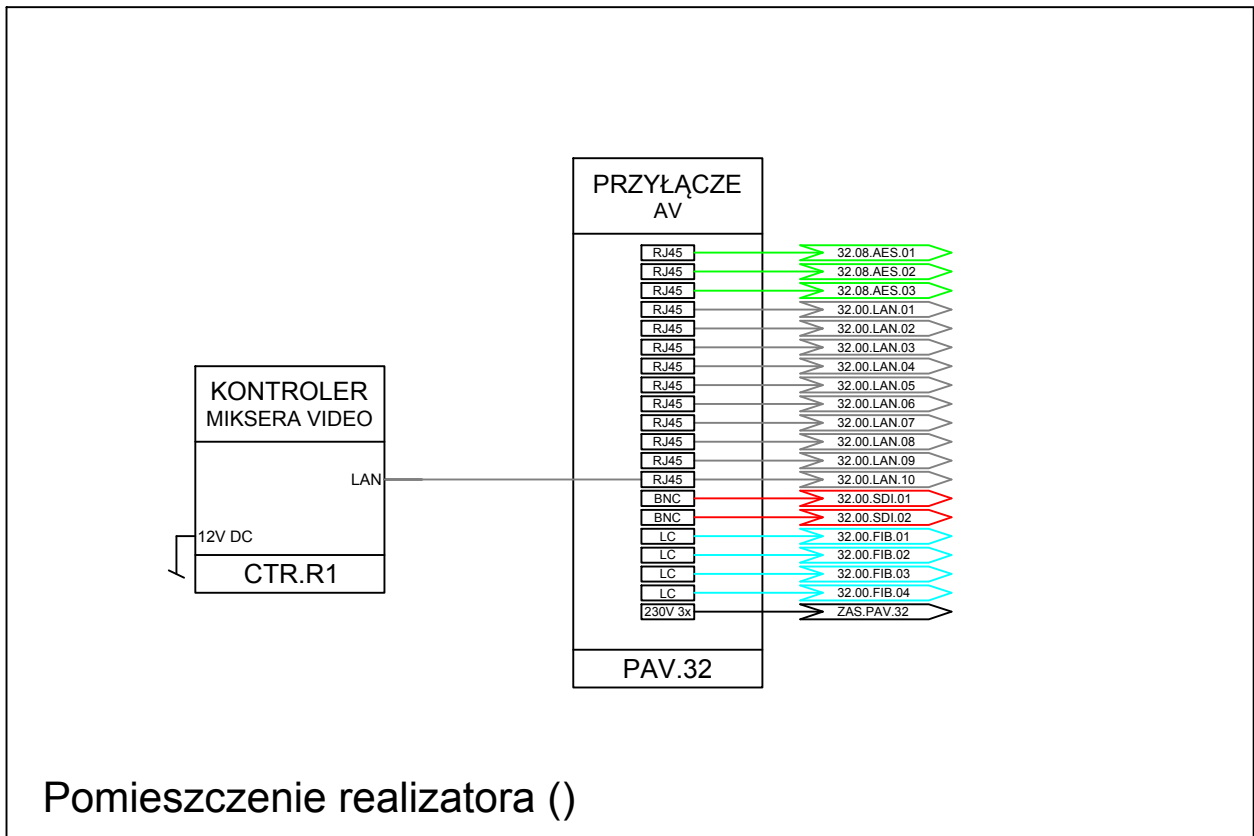 PRZYŁĄCZE
AV
RJ45 32.08.AES.01
RJ45 32.08.AES.02
RJ45 32.08.AES.03
RJ45 32.00.LAN.01
RJ45 32.00.LAN.02
RJ45 32.00.LAN.03
RJ45 32.00.LAN.04
RJ45 32.00.LAN.05
RJ45 32.00.LAN.06
RJ45 32.00.LAN.07
RJ45 32.00.LAN.08
RJ45 32.00.LAN.09
RJ45 32.00.LAN.10
BNC 32.00.SDI.01
BNC 32.00.SDI.02
LC 32.00.FIB.01
LC 32.00.FIB.02
LC 32.00.FIB.03
LC 32.00.FIB.04
230V 3x ZAS.PAV.32
PAV.32
KONTROLER
MIKSERA VIDEO
LAN
12V DC
CTR.R1
Pomieszczenie realizatora ()